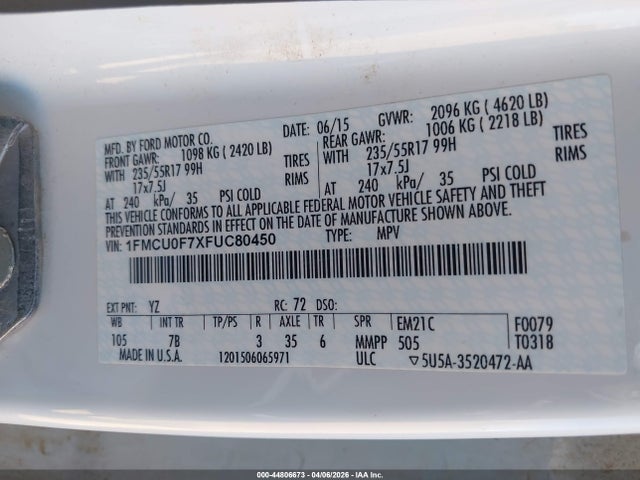 MFD. BY FORD MOTOR CO.
DATE: 06/15 GVWR: 2096 KG ( 4620 LB)
FRONT GAWR: 1098 KG ( 2420 LB) REAR GAWR: 1006 KG ( 2218 LB)
WITH 235/55R17 99H TIRES WITH 235/55R17 99H TIRES
17x7.5J RIMS 17x7.5J RIMS
AT 240 kPa/ 35 PSI COLD AT 240 kPa/ 35 PSI COLD
THIS VEHICLE CONFORMS TO ALL APPLICABLE FEDERAL MOTOR VEHICLE SAFETY AND THEFT
PREVENTION STANDARDS IN EFFECT ON THE DATE OF MANUFACTURE SHOWN ABOVE.
VIN: 1FMCU0F7XFUC80450 TYPE: MPV
EXT PNT: YZ RC: 72 DSO:
WB INT TR TP/PS R AXLE TR SPR EM21C F0079
105 7B 3 35 6 MMPP 505 T0318
MADE IN U.S.A. 1201506065971 ULC ▽5U5A-3520472-AA
000-44806673 - 04/06/2026 - IAA Inc.